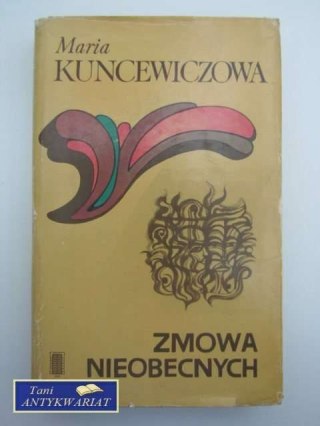 Maria
KUNCEWICZOWA
ZMOWA
NIEOBECNYCH
Tani
ANTYKWARIAT